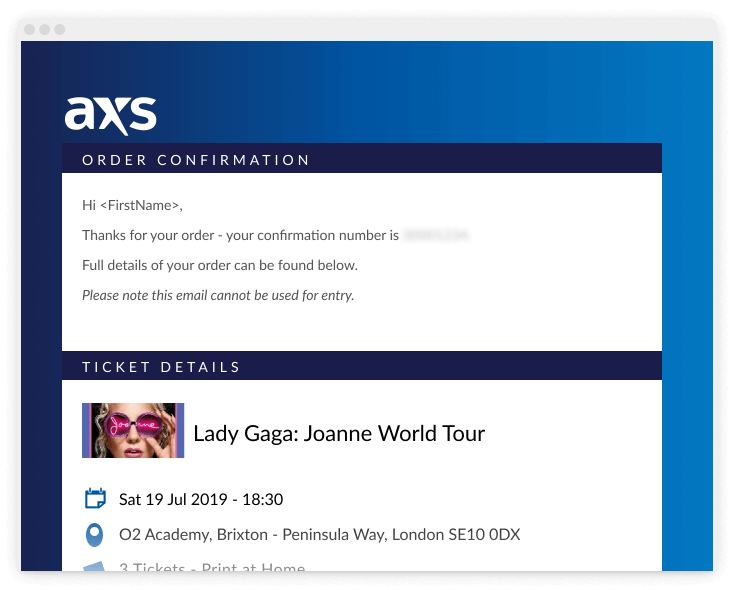 axs
ORDER CONFIRMATION
Hi <FirstName>,
Thanks for your order - your confirmation number is
Full details of your order can be found below.
Please note this email cannot be used for entry.
TICKET DETAILS
Joanne
Lady Gaga: Joanne World Tour
Sat 19 Jul 2019 - 18:30
O2 Academy, Brixton - Peninsula Way, London SE10 0DX
3 Tickets - Print at Home